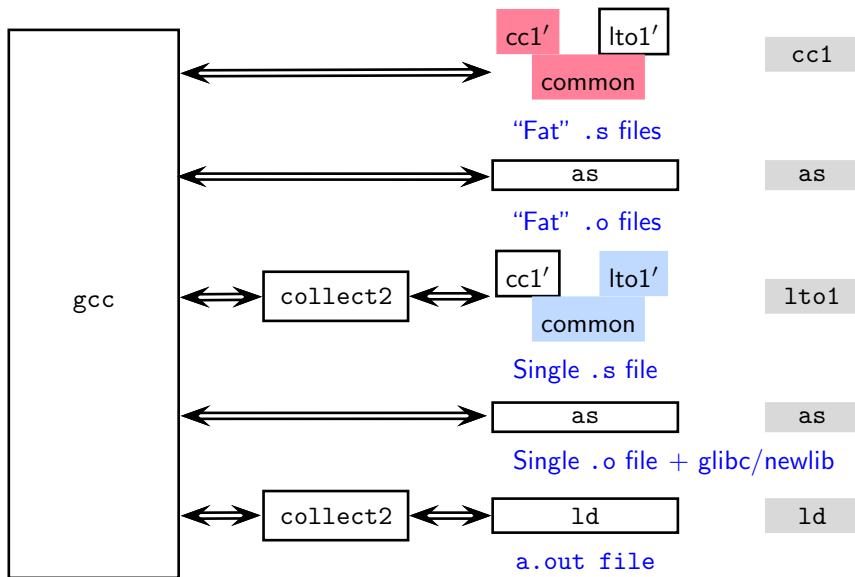 cc1′ lto1′
common
cc1
“Fat” .s files
as
as
“Fat” .o files
gcc
collect2
cc1′ lto1′
common
lto1
Single .s file
as
as
Single .o file + glibc/newlib
collect2
ld
ld
a.out file